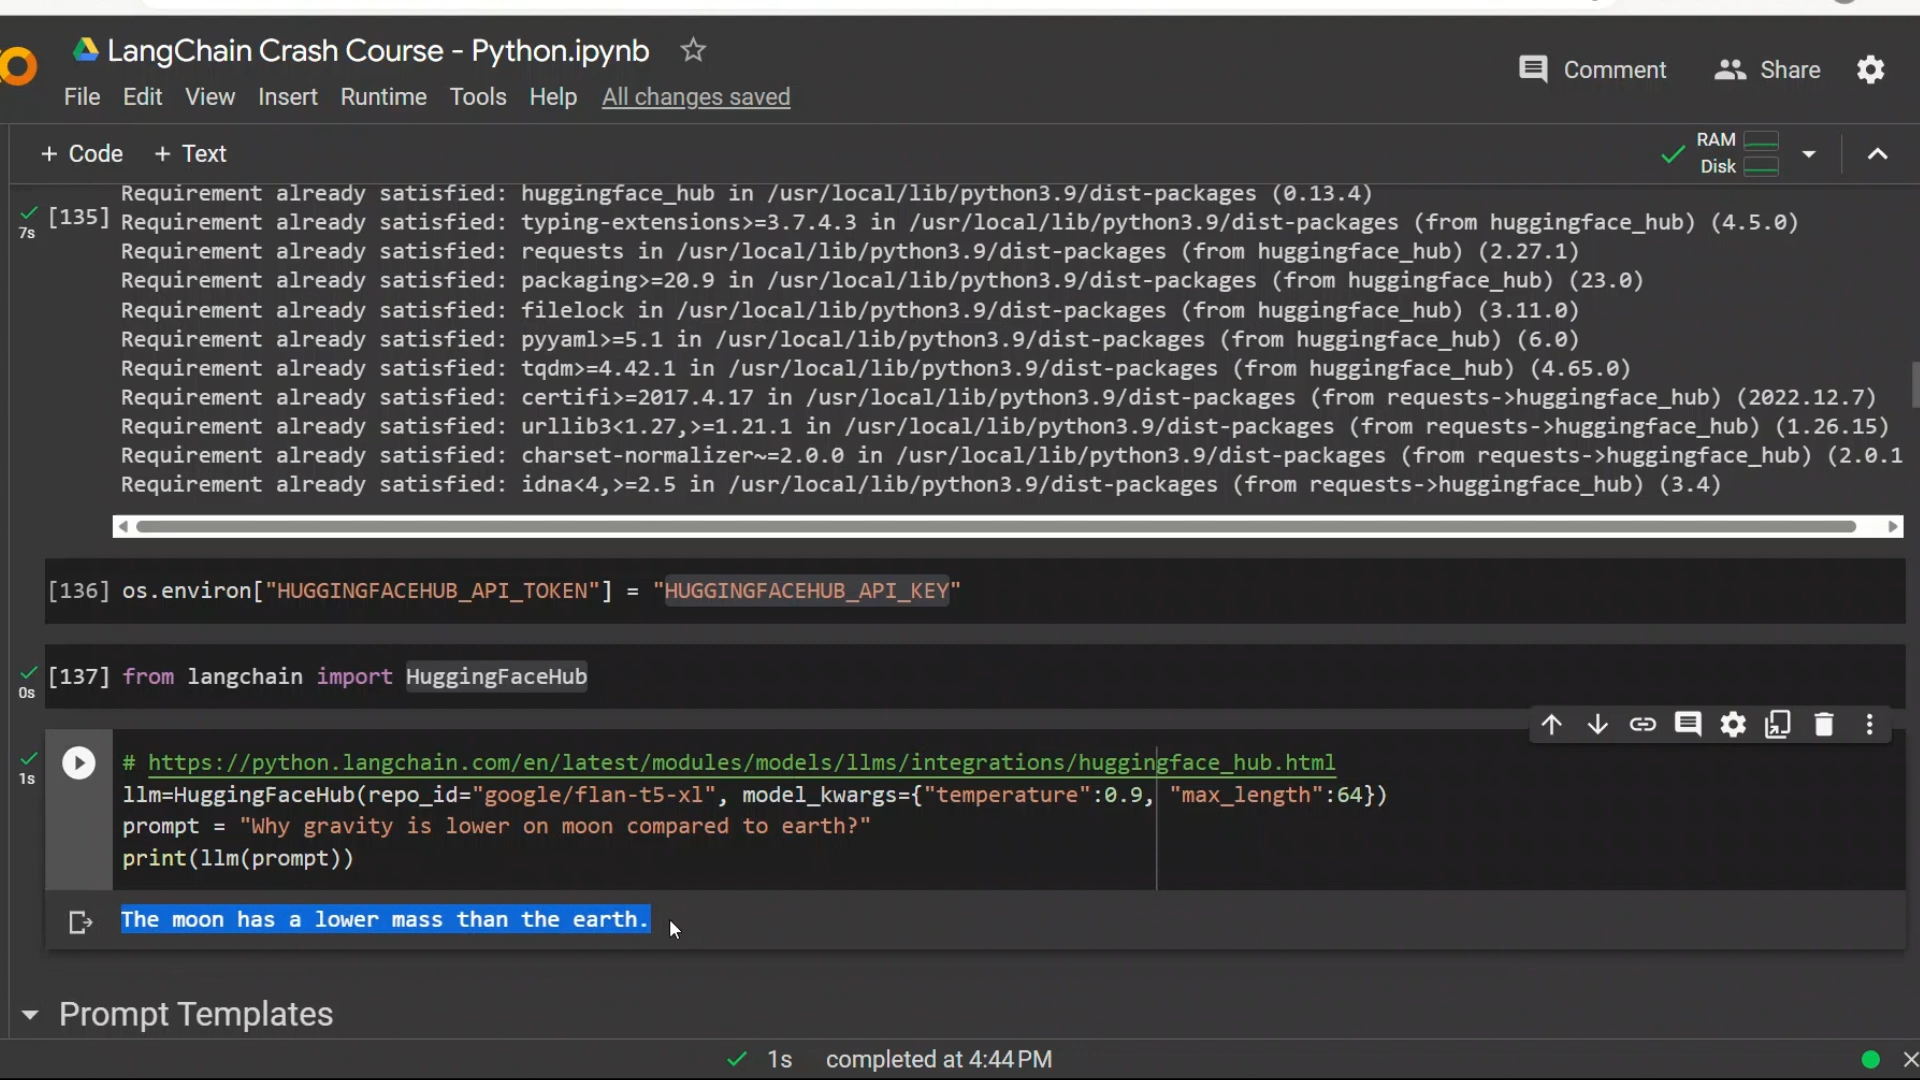 LangChain Crash Course - Python.ipynb
Comment
Share
File Edit View Insert Runtime Tools Help All changes saved
+ Code + Text
RAM
Disk
[135]
7s
Requirement already satisfied: huggingface_hub in /usr/local/lib/python3.9/dist-packages (0.13.4)
Requirement already satisfied: typing-extensions>=3.7.4.3 in /usr/local/lib/python3.9/dist-packages (from huggingface_hub) (4.5.0)
Requirement already satisfied: requests in /usr/local/lib/python3.9/dist-packages (from huggingface_hub) (2.27.1)
Requirement already satisfied: packaging>=20.9 in /usr/local/lib/python3.9/dist-packages (from huggingface_hub) (23.0)
Requirement already satisfied: filelock in /usr/local/lib/python3.9/dist-packages (from huggingface_hub) (3.11.0)
Requirement already satisfied: pyyaml>=5.1 in /usr/local/lib/python3.9/dist-packages (from huggingface_hub) (6.0)
Requirement already satisfied: tqdm>=4.42.1 in /usr/local/lib/python3.9/dist-packages (from huggingface_hub) (4.65.0)
Requirement already satisfied: certifi>=2017.4.17 in /usr/local/lib/python3.9/dist-packages (from requests->huggingface_hub) (2022.12.7)
Requirement already satisfied: urllib3<1.27,>=1.21.1 in /usr/local/lib/python3.9/dist-packages (from requests->huggingface_hub) (1.26.15)
Requirement already satisfied: charset-normalizer~=2.0.0 in /usr/local/lib/python3.9/dist-packages (from requests->huggingface_hub) (2.0.1
Requirement already satisfied: idna<4,>=2.5 in /usr/local/lib/python3.9/dist-packages (from requests->huggingface_hub) (3.4)
[136] os.environ["HUGGINGFACEHUB_API_TOKEN"] = "HUGGINGFACEHUB_API_KEY"
[137] from langchain import HuggingFaceHub
0s
1s
# https://python.langchain.com/en/latest/modules/models/llms/integrations/huggingface_hub.html
llm=HuggingFaceHub(repo_id="google/flan-t5-xl", model_kwargs={"temperature":0.9, "max_length":64})
prompt = "Why gravity is lower on moon compared to earth?"
print(llm(prompt))
The moon has a lower mass than the earth.
Prompt Templates
1s completed at 4:44 PM